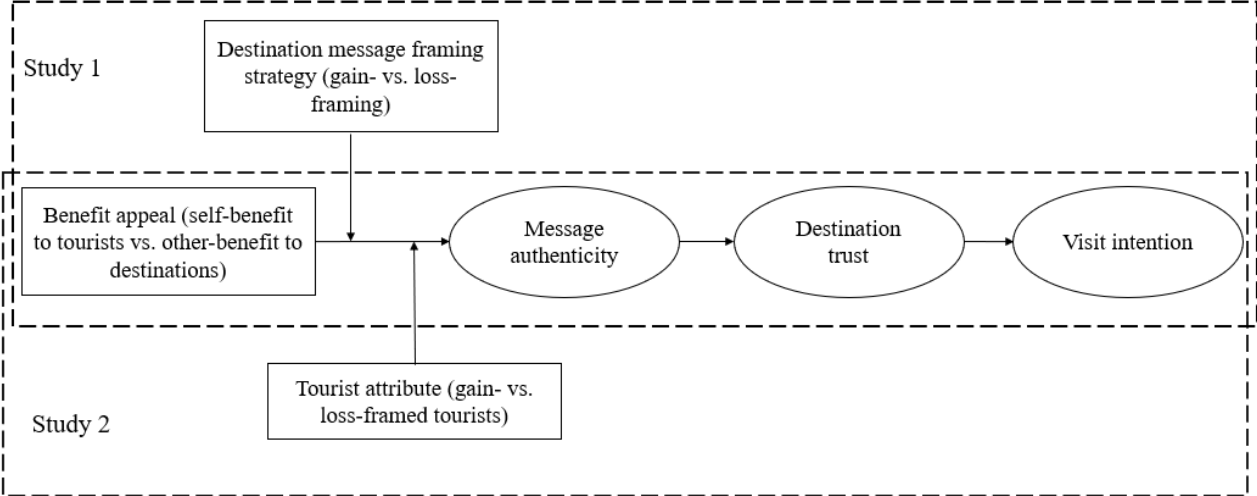 Study 1
Destination message framing
strategy (gain- vs. loss-
framing)
Benefit appeal (self-benefit
to tourists vs. other-benefit to
destinations)
Message
authenticity
Destination
trust
Visit intention
Tourist attribute (gain- vs.
loss-framed tourists)
Study 2